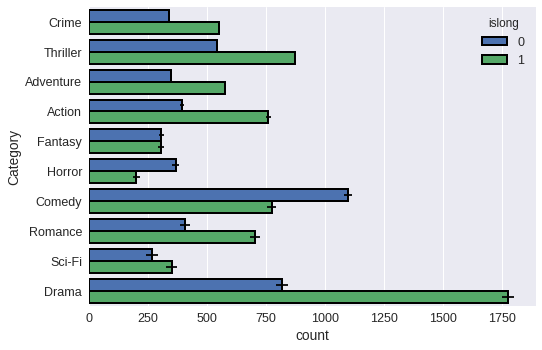 islong
0
1
Category
Crime
Thriller
Adventure
Action
Fantasy
Horror
Comedy
Romance
Sci-Fi
Drama
0 250 500 750 1000 1250 1500 1750
count